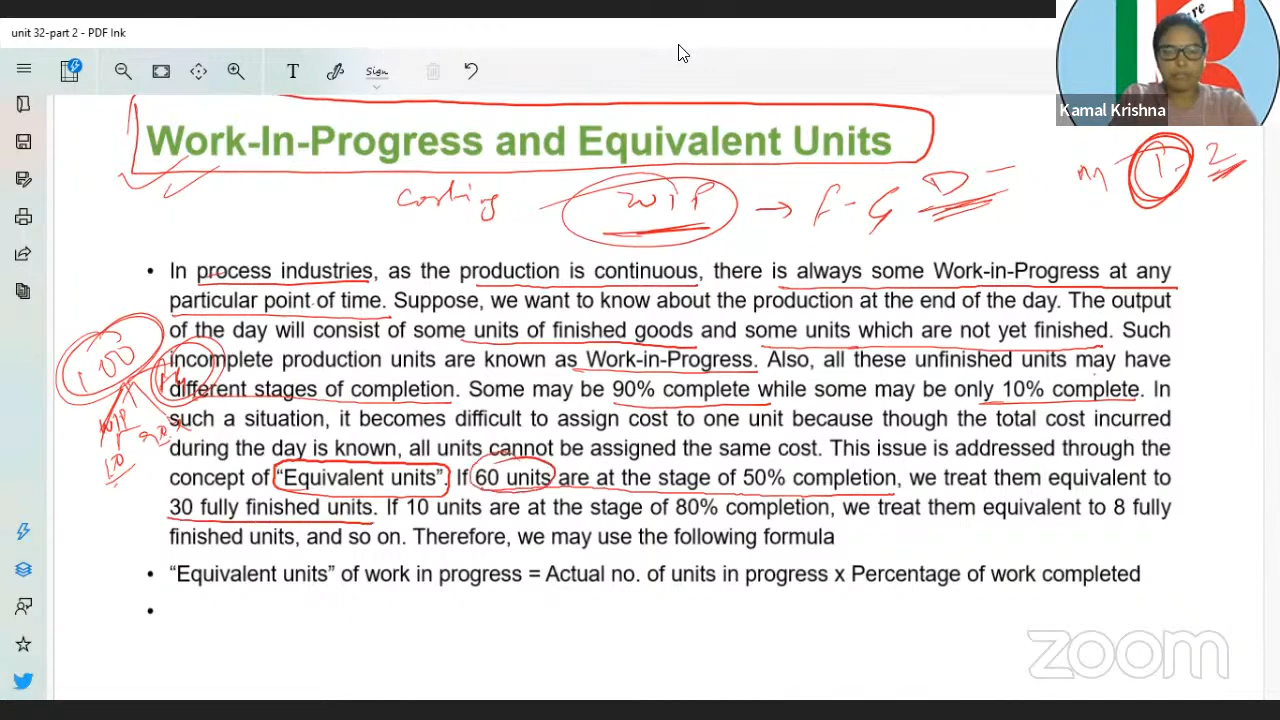 unit 32-part 2 - PDF Ink
T
Sign
Kamal Krishna
Work-In-Progress and Equivalent Units
costing WIP → F-G D
1 2
• In process industries, as the production is continuous, there is always some Work-in-Progress at any
particular point of time. Suppose, we want to know about the production at the end of the day. The output
of the day will consist of some units of finished goods and some units which are not yet finished. Such
incomplete production units are known as Work-in-Progress. Also, all these unfinished units may have
different stages of completion. Some may be 90% complete while some may be only 10% complete. In
such a situation, it becomes difficult to assign cost to one unit because though the total cost incurred
during the day is known, all units cannot be assigned the same cost. This issue is addressed through the
concept of “Equivalent units”. If 60 units are at the stage of 50% completion, we treat them equivalent to
30 fully finished units. If 10 units are at the stage of 80% completion, we treat them equivalent to 8 fully
finished units, and so on. Therefore, we may use the following formula
100
WIP
10
• “Equivalent units” of work in progress = Actual no. of units in progress x Percentage of work completed
•
zoom